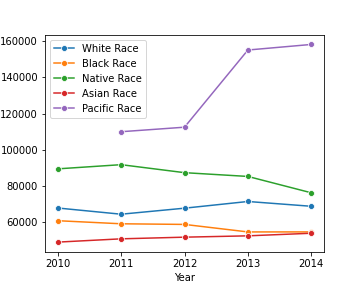 160000
140000
120000
100000
80000
60000
White Race
Black Race
Native Race
Asian Race
Pacific Race
2010 2011 2012 2013 2014
Year